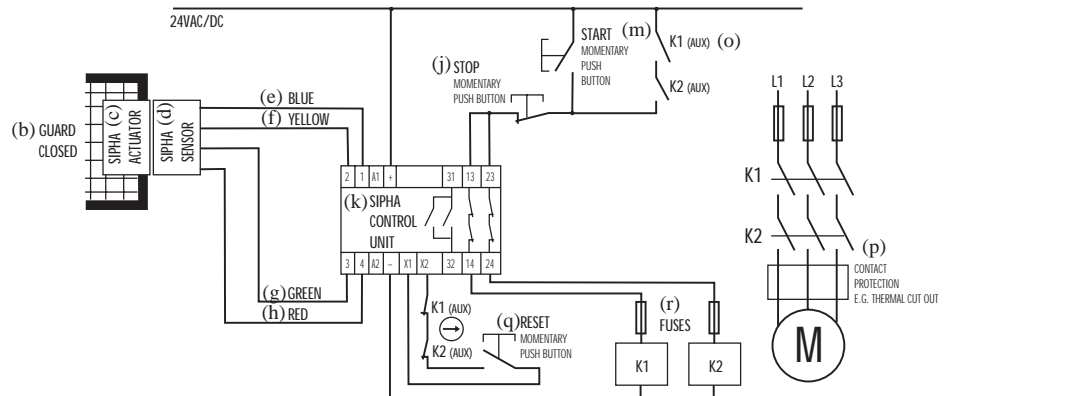 24VAC/DC
START (m)
MOMENTARY
PUSH
BUTTON
K1 (AUX) (o)
K2 (AUX)
(j) STOP
MOMENTARY
PUSH BUTTON
(b) GUARD
CLOSED
SIPHA (c)
ACTUATOR
SIPHA (d)
SENSOR
(e) BLUE
(f) YELLOW
(g) GREEN
(h) RED
2 1 A1 + 31 13 23
(k) SIPHA
CONTROL
UNIT
3 4 A2 – X1 X2 32 14 24
K1 (AUX)
K2 (AUX)
(q) RESET
MOMENTARY
PUSH BUTTON
(r)
FUSES
K1
K2
L1 L2 L3
K1
K2
(p)
CONTACT
PROTECTION
E.G. THERMAL CUT OUT
M